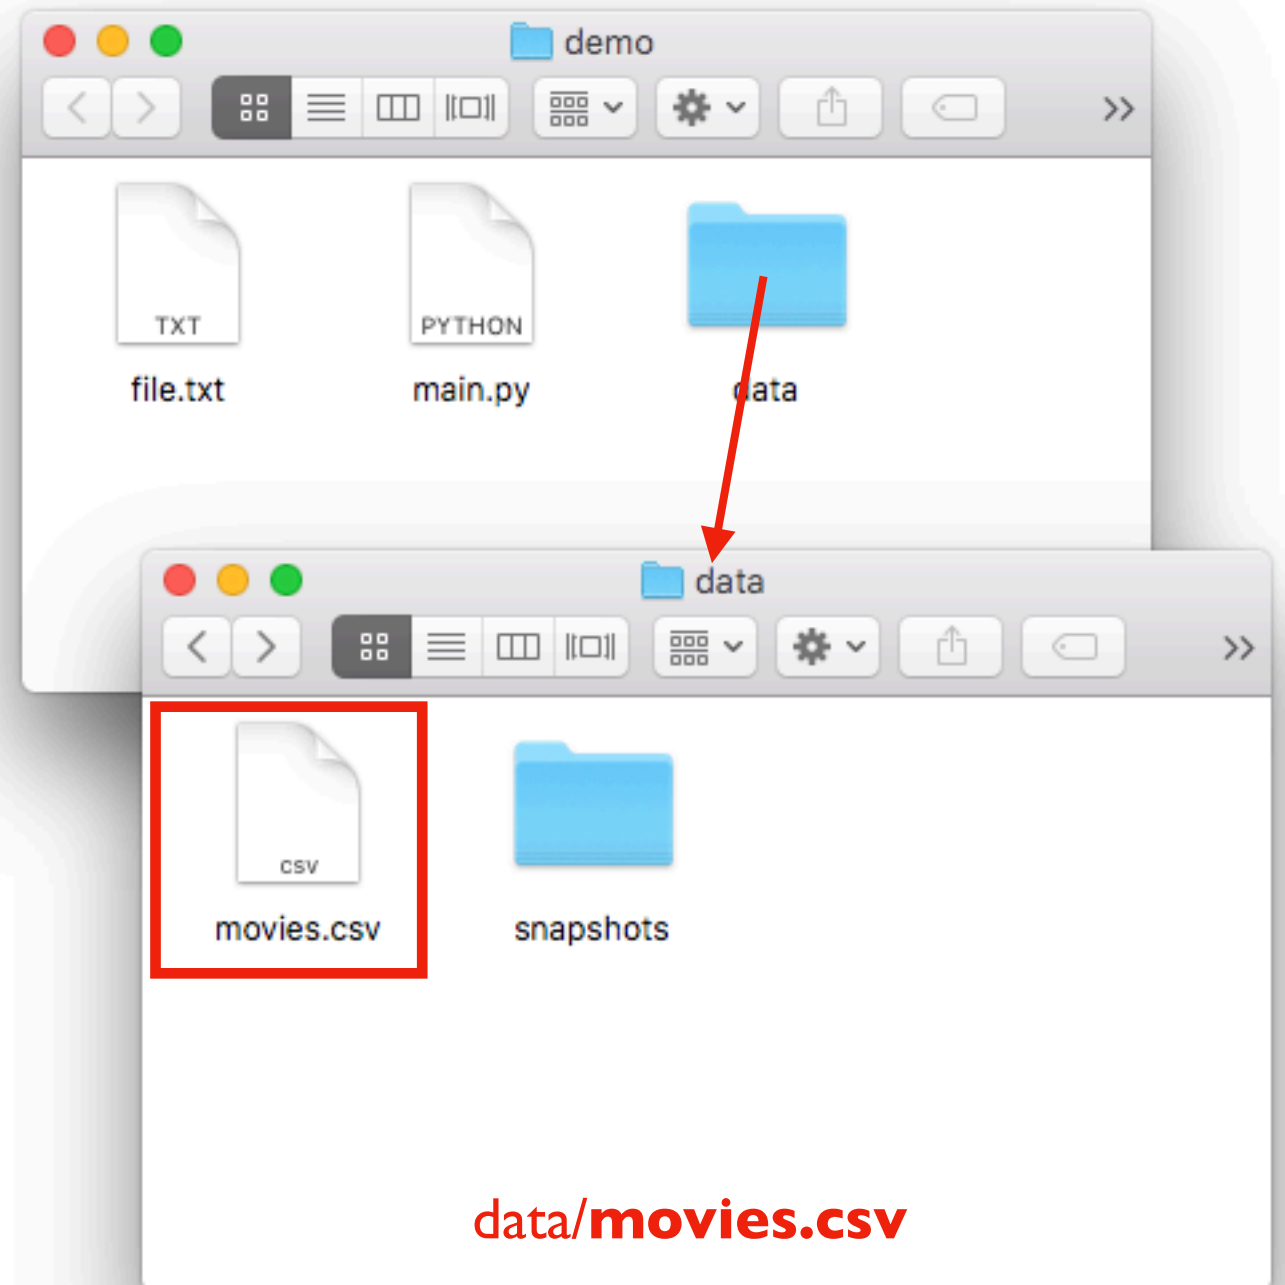 demo
TXT
PYTHON
file.txt
main.py
data
data
CSV
movies.csv
snapshots
data/movies.csv